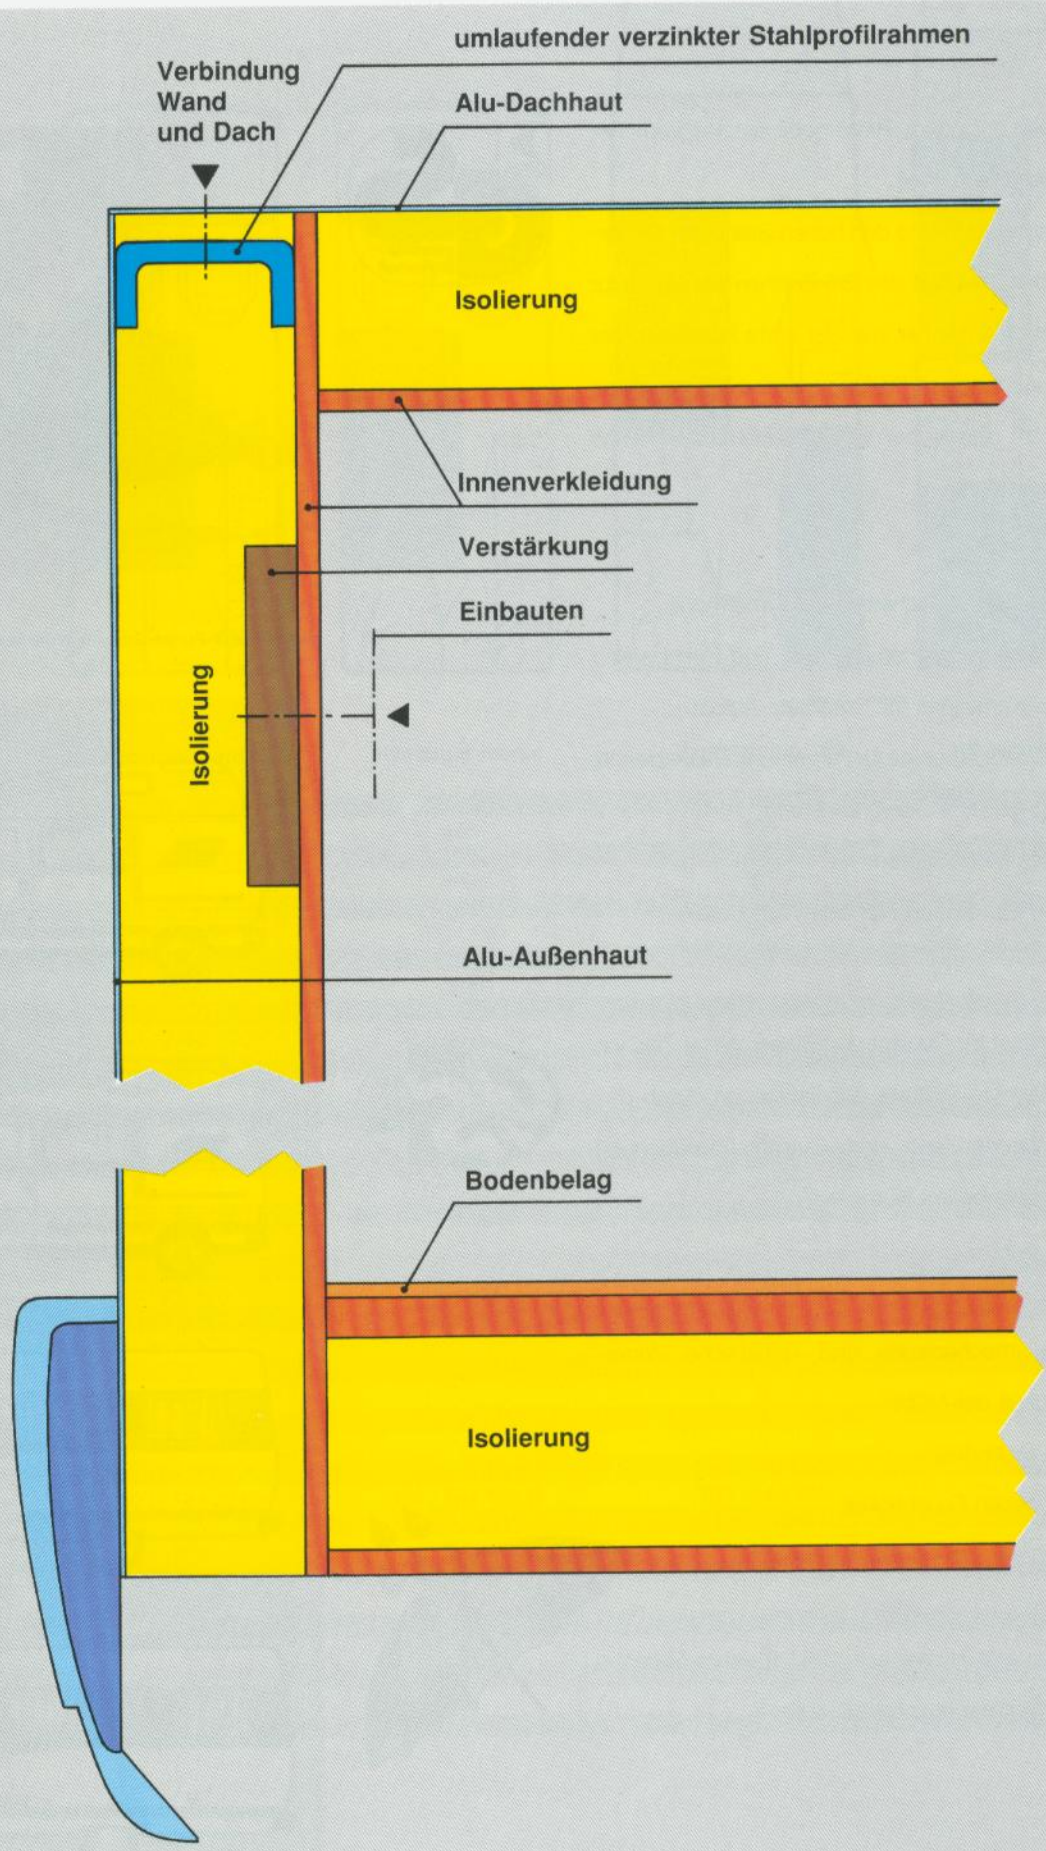 umlaufender verzinkter Stahlprofilrahmen
Verbindung
Wand
und Dach
Alu-Dachhaut
Isolierung
Innenverkleidung
Verstärkung
Einbauten
Isolierung
Alu-Außenhaut
Bodenbelag
Isolierung